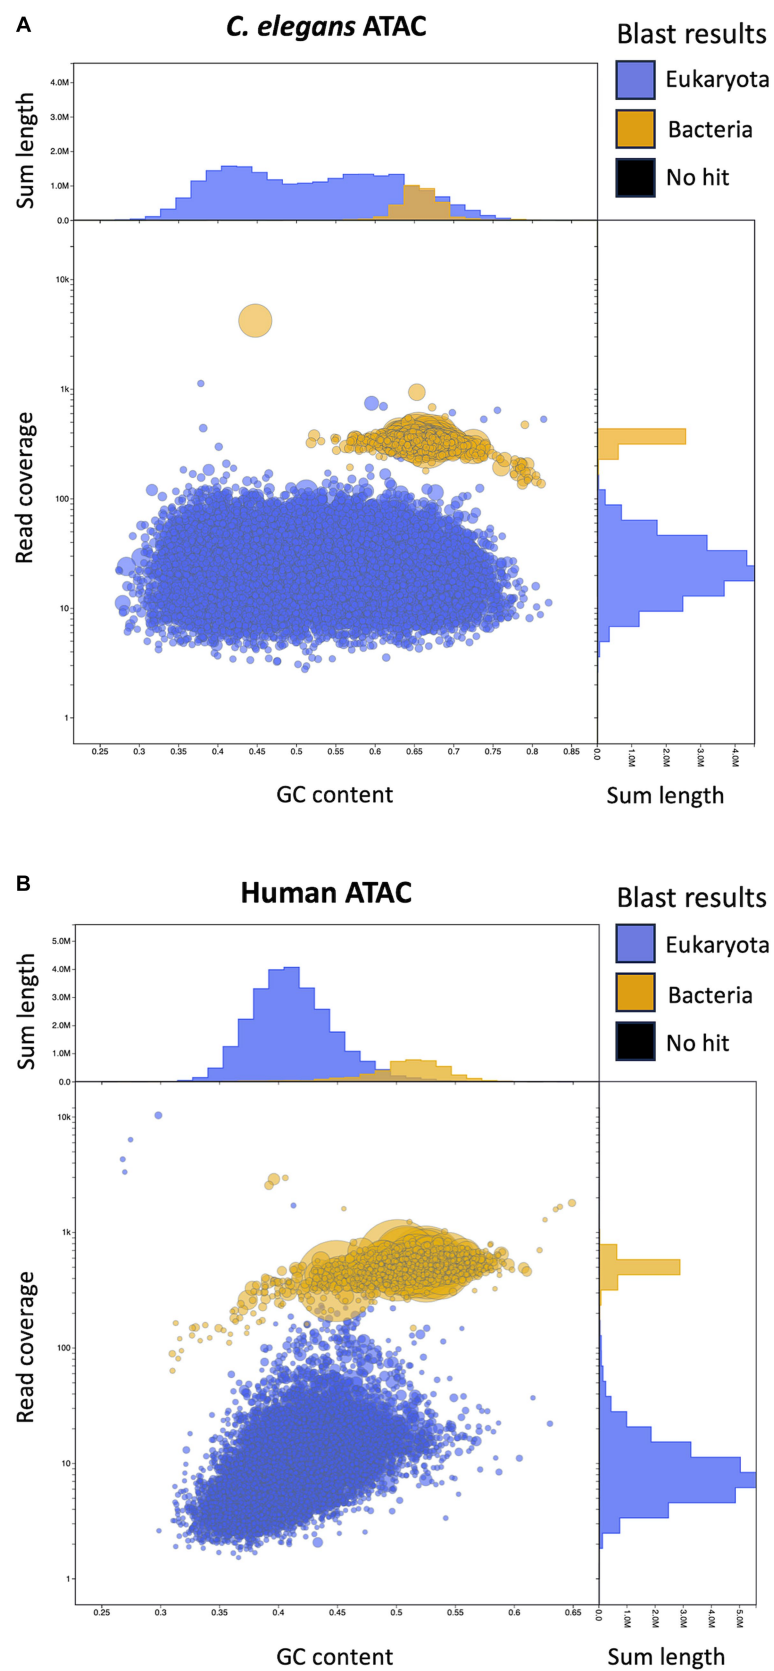 A
C. elegans ATAC
Blast results
Eukaryota
Bacteria
No hit
Sum length
4.0M
3.0M
2.0M
1.0M
0.0
Read coverage
10k
1k
100
10
1
0.25 0.3 0.35 0.4 0.45 0.5 0.55 0.6 0.65 0.7 0.75 0.8 0.85
0.0 1.0M 2.0M 3.0M 4.0M
GC content
Sum length
B
Human ATAC
Blast results
Eukaryota
Bacteria
No hit
Sum length
5.0M
4.0M
3.0M
2.0M
1.0M
0.0
Read coverage
10k
1k
100
10
1
0.25 0.3 0.35 0.4 0.45 0.5 0.55 0.6 0.65
0.0 1.0M 2.0M 3.0M 4.0M 5.0M
GC content
Sum length